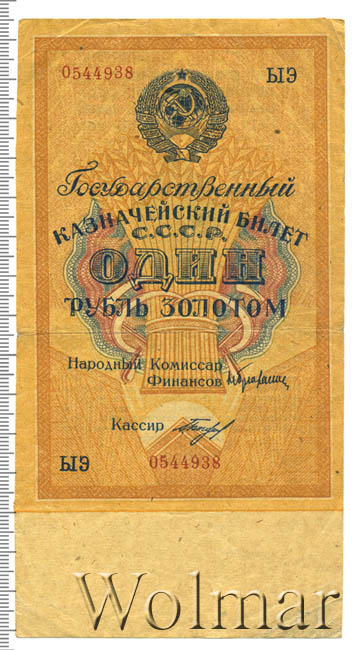 0544938 ЫЭ
Государственный
КАЗНАЧЕЙСКИЙ БИЛЕТ
С.С.С.Р.
ОДИН
РУБЛЬ ЗОЛОТОМ
Народный Комиссар
Финансов
Кассир
ЫЭ 0544938
Wolmar